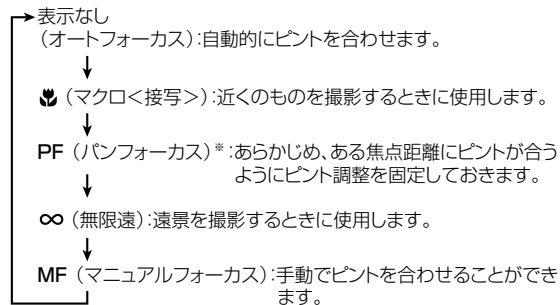 表示なし
(オートフォーカス):自動的にピントを合わせます。
(マクロ<接写>):近くのものを撮影するときに使用します。
PF (パンフォーカス)※:あらかじめ、ある焦点距離にピントが合う
ようにピント調整を固定しておきます。
∞ (無限遠):遠景を撮影するときに使用します。
MF (マニュアルフォーカス):手動でピントを合わせることができ
ます。